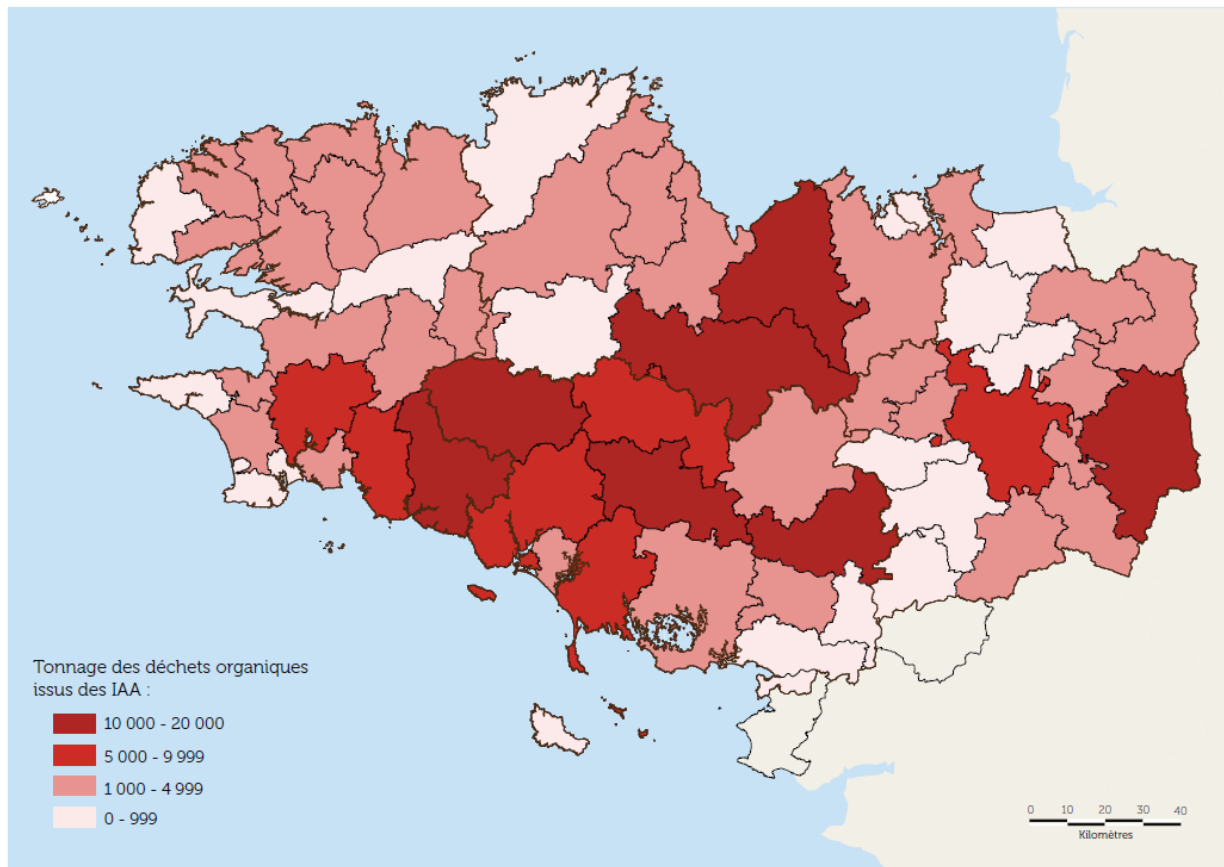 Tonnage des déchets organiques
issus des IAA :
10 000 - 20 000
5 000 - 9 999
1 000 - 4 999
0 - 999
0 10 20 30 40
Kilomètres